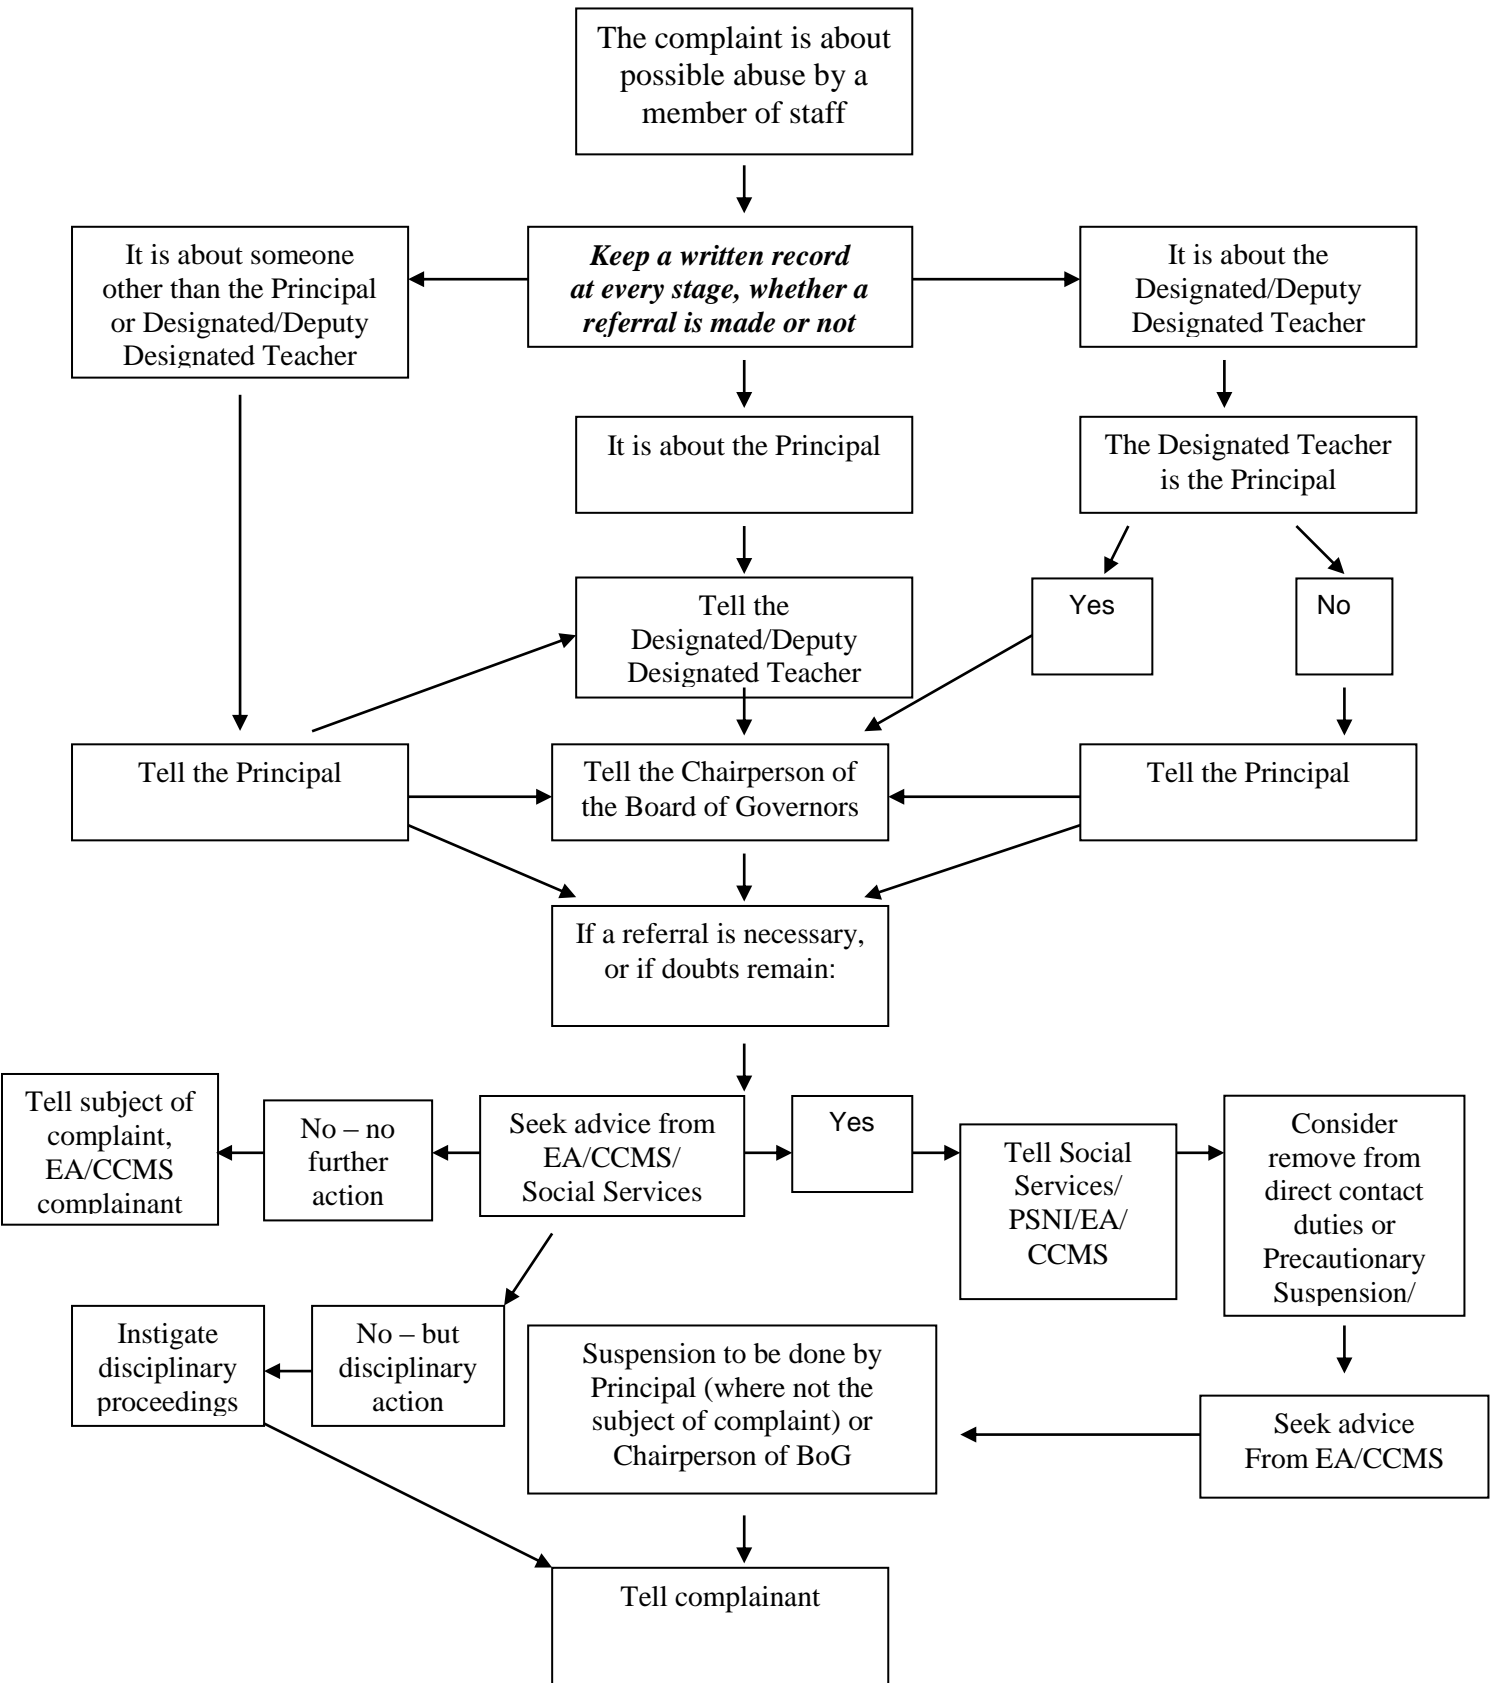 The complaint is about
possible abuse by a
member of staff
It is about someone
other than the Principal
or Designated/Deputy
Designated Teacher
Keep a written record
at every stage, whether a
referral is made or not
It is about the
Designated/Deputy
Designated Teacher
It is about the Principal
The Designated Teacher
is the Principal
Tell the
Designated/Deputy
Designated Teacher
Yes
No
Tell the Principal
Tell the Chairperson of
the Board of Governors
Tell the Principal
If a referral is necessary,
or if doubts remain:
Tell subject of
complaint,
EA/CCMS
complainant
No – no
further
action
Seek advice from
EA/CCMS/
Social Services
Yes
Tell Social
Services/
PSNI/EA/
CCMS
Consider
remove from
direct contact
duties or
Precautionary
Suspension/
Instigate
disciplinary
proceedings
No – but
disciplinary
action
Suspension to be done by
Principal (where not the
subject of complaint) or
Chairperson of BoG
Seek advice
From EA/CCMS
Tell complainant